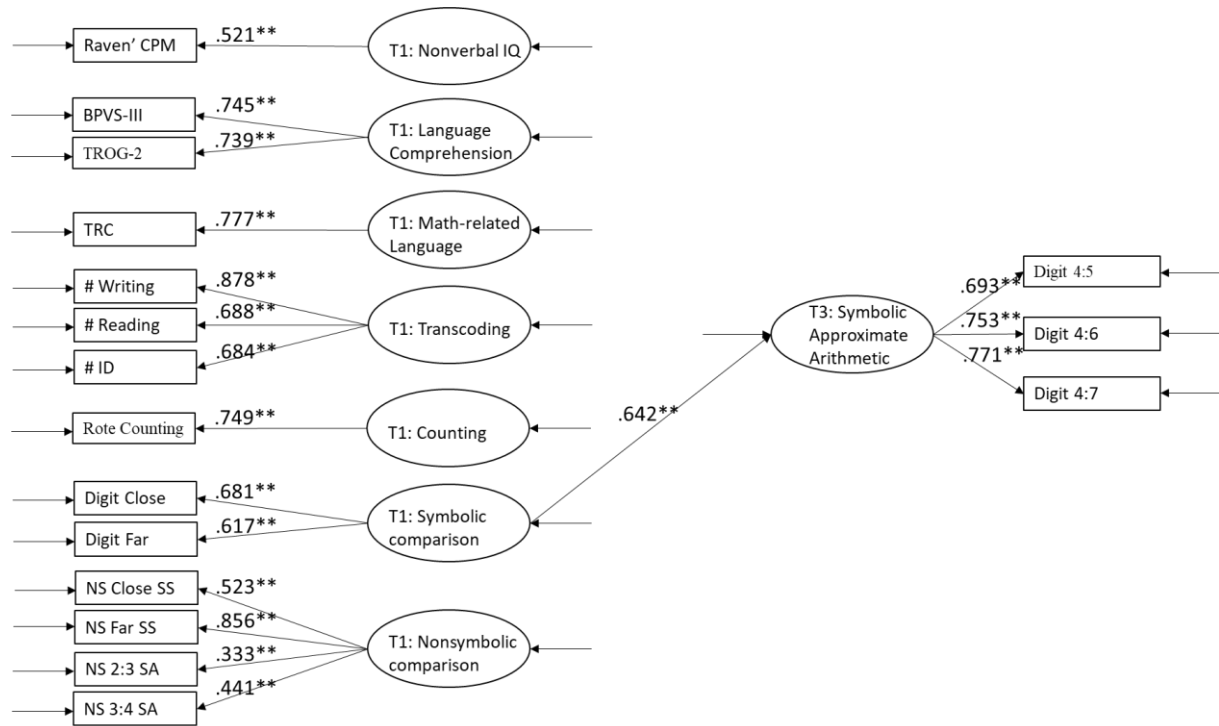 Raven' CPM
.521**
T1: Nonverbal IQ
BPVS-III
.745**
TROG-2
.739**
T1: Language
Comprehension
TRC
.777**
T1: Math-related
Language
# Writing
.878**
# Reading
.688**
# ID
.684**
T1: Transcoding
Rote Counting
.749**
T1: Counting
Digit Close
.681**
Digit Far
.617**
T1: Symbolic
comparison
NS Close SS
.523**
NS Far SS
.856**
NS 2:3 SA
.333**
NS 3:4 SA
.441**
T1: Nonsymbolic
comparison
.642**
T3: Symbolic
Approximate
Arithmetic
.693**
Digit 4:5
.753**
Digit 4:6
.771**
Digit 4:7